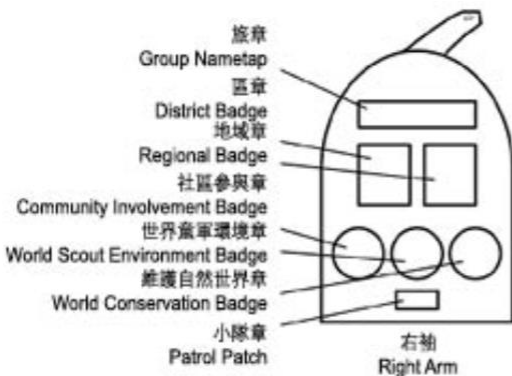 旅章
Group Nametap
區章
District Badge
地域章
Regional Badge
社區參與章
Community Involvement Badge
世界童軍環境章
World Scout Environment Badge
維護自然世界章
World Conservation Badge
小隊章
Patrol Patch
右袖
Right Arm